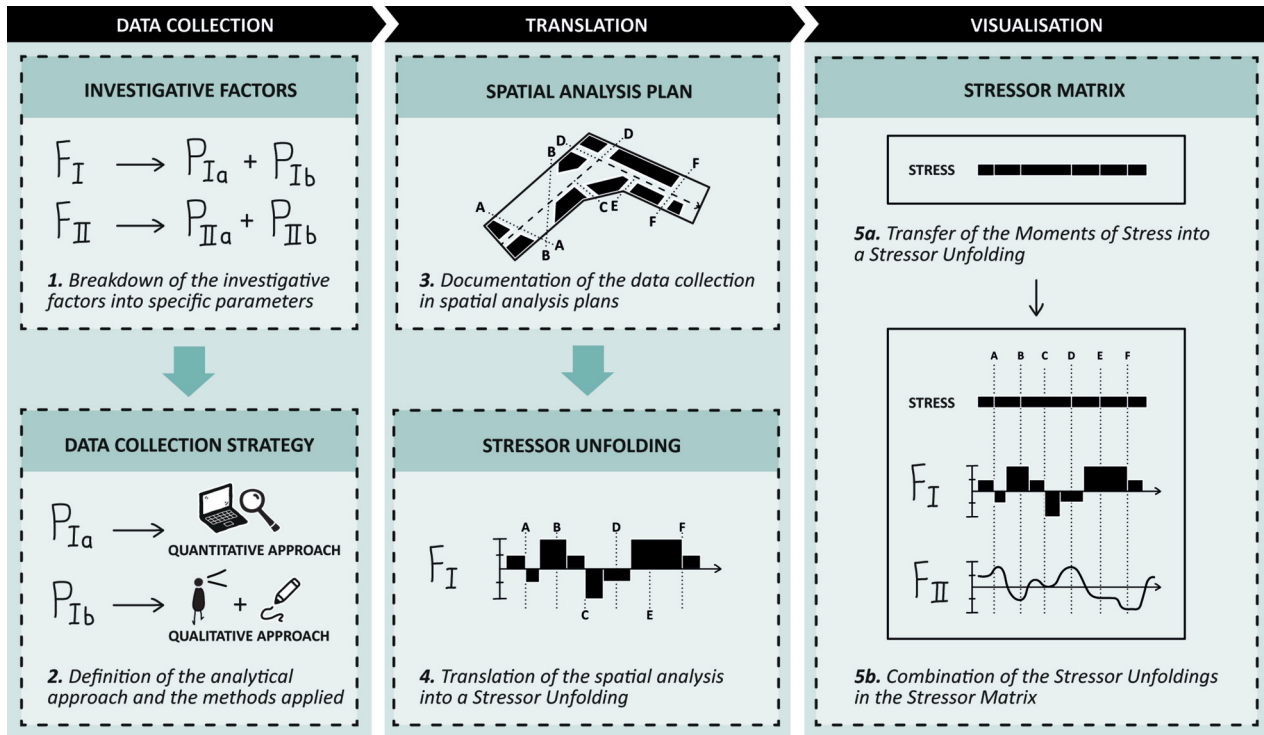 DATA COLLECTION
TRANSLATION
VISUALISATION
INVESTIGATIVE FACTORS
F_I → P_Ia + P_Ib
F_II → P_IIa + P_IIb
1. Breakdown of the investigative
factors into specific parameters
DATA COLLECTION STRATEGY
P_Ia →
QUANTITATIVE APPROACH
P_Ib →
+
QUALITATIVE APPROACH
2. Definition of the analytical
approach and the methods applied
SPATIAL ANALYSIS PLAN
D
D
B
F
A
C E
F
A
B
3. Documentation of the data collection
in spatial analysis plans
STRESSOR UNFOLDING
A B D F
F_I
C E
4. Translation of the spatial analysis
into a Stressor Unfolding
STRESSOR MATRIX
STRESS
5a. Transfer of the Moments of Stress into
a Stressor Unfolding
A B C D E F
STRESS
F_I
F_II
5b. Combination of the Stressor Unfoldings
in the Stressor Matrix